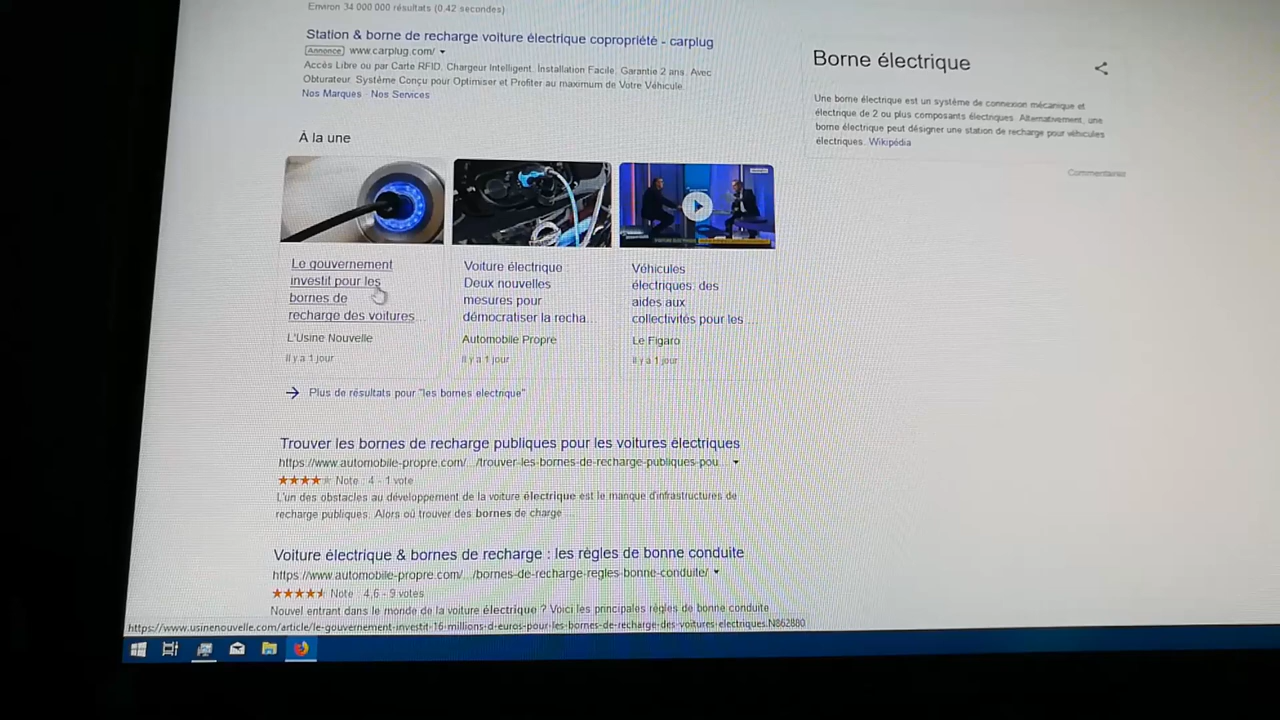 Environ 34 000 000 résultats (0,42 secondes)
Station & borne de recharge voiture électrique copropriété - carplug
Annonce www.carplug.com/
Accès Libre ou par Carte RFID. Chargeur Intelligent. Installation Facile. Garantie 2 ans. Avec
Obturateur. Système Conçu pour Optimiser et Profiter au maximum de Votre Véhicule.
Nos Marques · Nos Services
À la une
Le gouvernement
investit pour les
bornes de
recharge des voitures...
L'Usine Nouvelle
Il y a 1 jour
Voiture électrique
Deux nouvelles
mesures pour
démocratiser la recha...
Automobile Propre
Il y a 1 jour
Véhicules
électriques: des
aides aux
collectivités pour les ...
Le Figaro
Il y a 1 jour
Plus de résultats pour "les bornes electrique"
Trouver les bornes de recharge publiques pour les voitures électriques
https://www.automobile-propre.com/.../trouver-les-bornes-de-recharge-publiques-pou...
Note : 4 - 1 vote
L'un des obstacles au développement de la voiture électrique est le manque d'infrastructures de
recharge publiques. Alors où trouver des bornes de charge ...
Voiture électrique & bornes de recharge : les règles de bonne conduite
https://www.automobile-propre.com/.../bornes-de-recharge-regles-bonne-conduite/
Note : 4,6 - 9 votes
Nouvel entrant dans le monde de la voiture électrique ? Voici les principales règles de bonne conduite
https://www.usinenouvelle.com/article/le-gouvernement-investit-16-millions-d-euros-pour-les-bornes-de-recharge-des-voitures-electriques.N862880
Borne électrique
Une borne électrique est un système de connexion mécanique et
électrique de 2 ou plus composants électriques. Alternativement, une
borne électrique peut désigner une station de recharge pour véhicules
électriques. Wikipédia
Commentaires